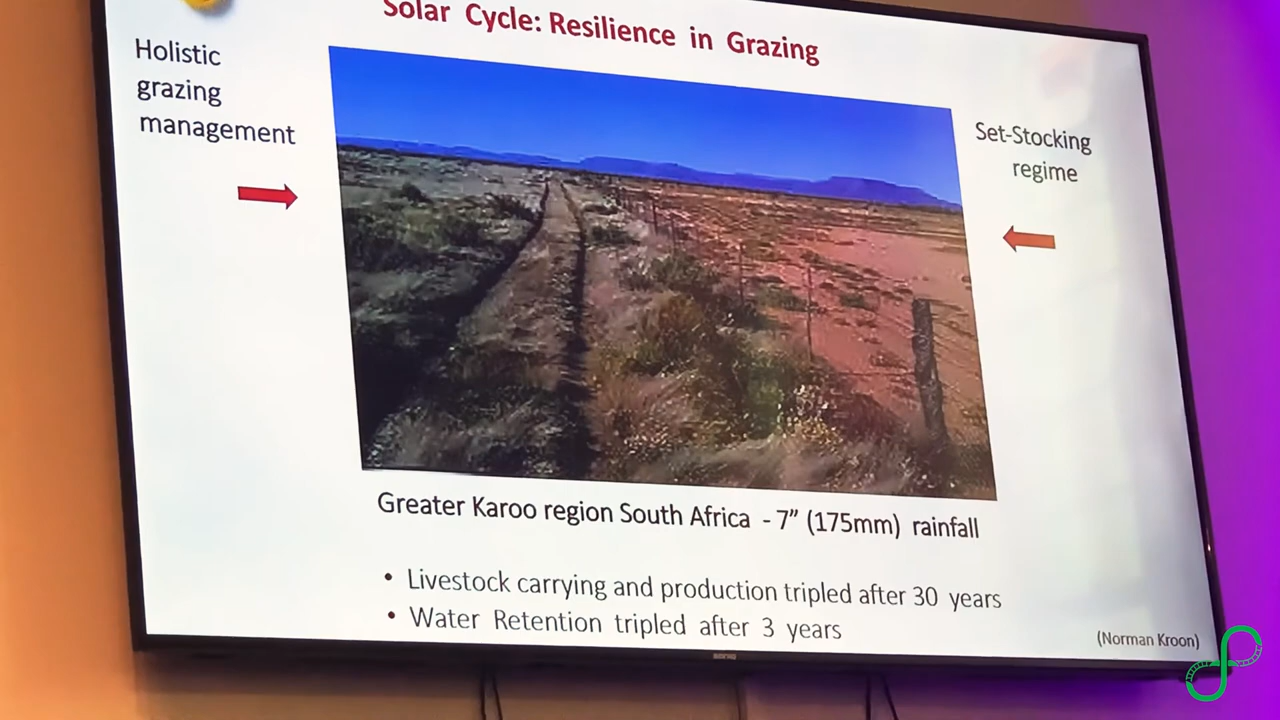 Solar Cycle: Resilience in Grazing
Holistic
grazing
management
Set-Stocking
regime
Greater Karoo region South Africa - 7” (175mm) rainfall
• Livestock carrying and production tripled after 30 years
• Water Retention tripled after 3 years
(Norman Kroon)